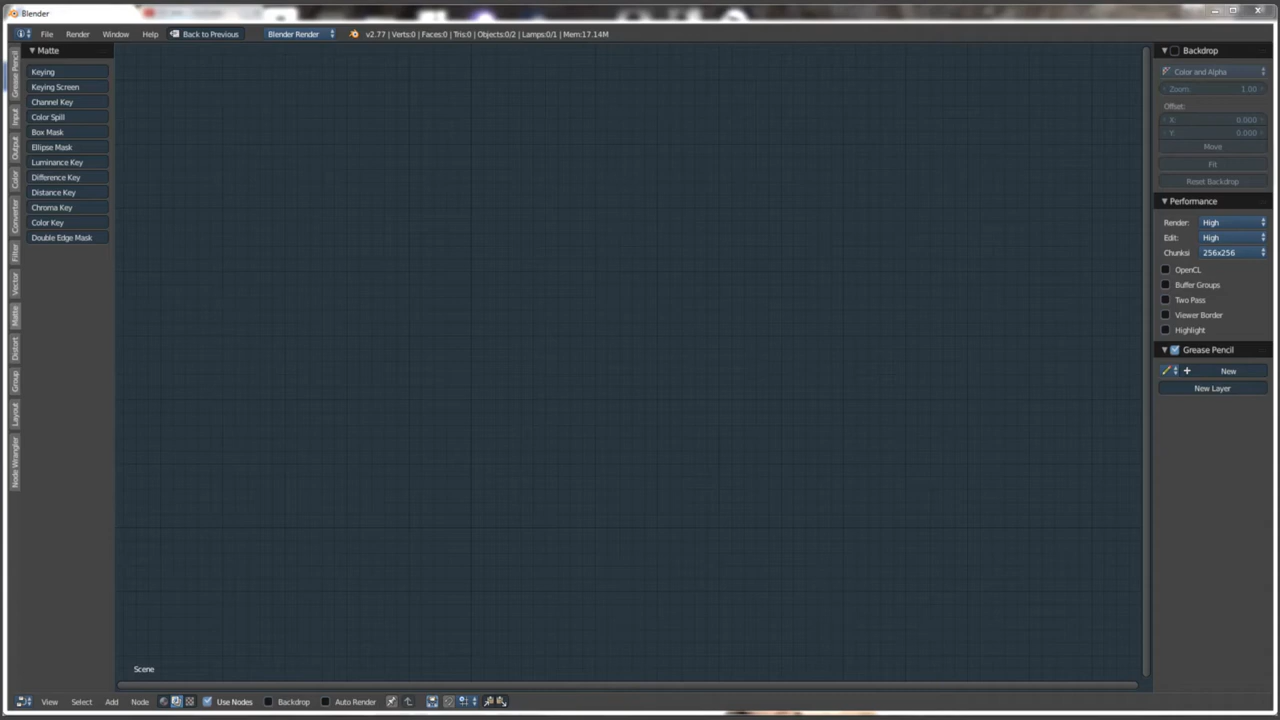 Blender
File Render Window Help Back to Previous Blender Render v2.77 | Verts:0 | Faces:0 | Tris:0 | Objects:0/2 | Lamps:0/1 | Mem:17.14M
Matte
Keying
Keying Screen
Channel Key
Color Spill
Box Mask
Ellipse Mask
Luminance Key
Difference Key
Distance Key
Chroma Key
Color Key
Double Edge Mask
Grease Pencil
Input
Output
Color
Converter
Filter
Vector
Matte
Distort
Group
Layout
Node Wrangler
Backdrop
Color and Alpha
Zoom: 1.00
Offset:
X: 0.000
Y: 0.000
Move
Fit
Reset Backdrop
Performance
Render: High
Edit: High
Chunksi 256x256
OpenCL
Buffer Groups
Two Pass
Viewer Border
Highlight
Grease Pencil
New
New Layer
Scene
View Select Add Node Use Nodes Backdrop Auto Render